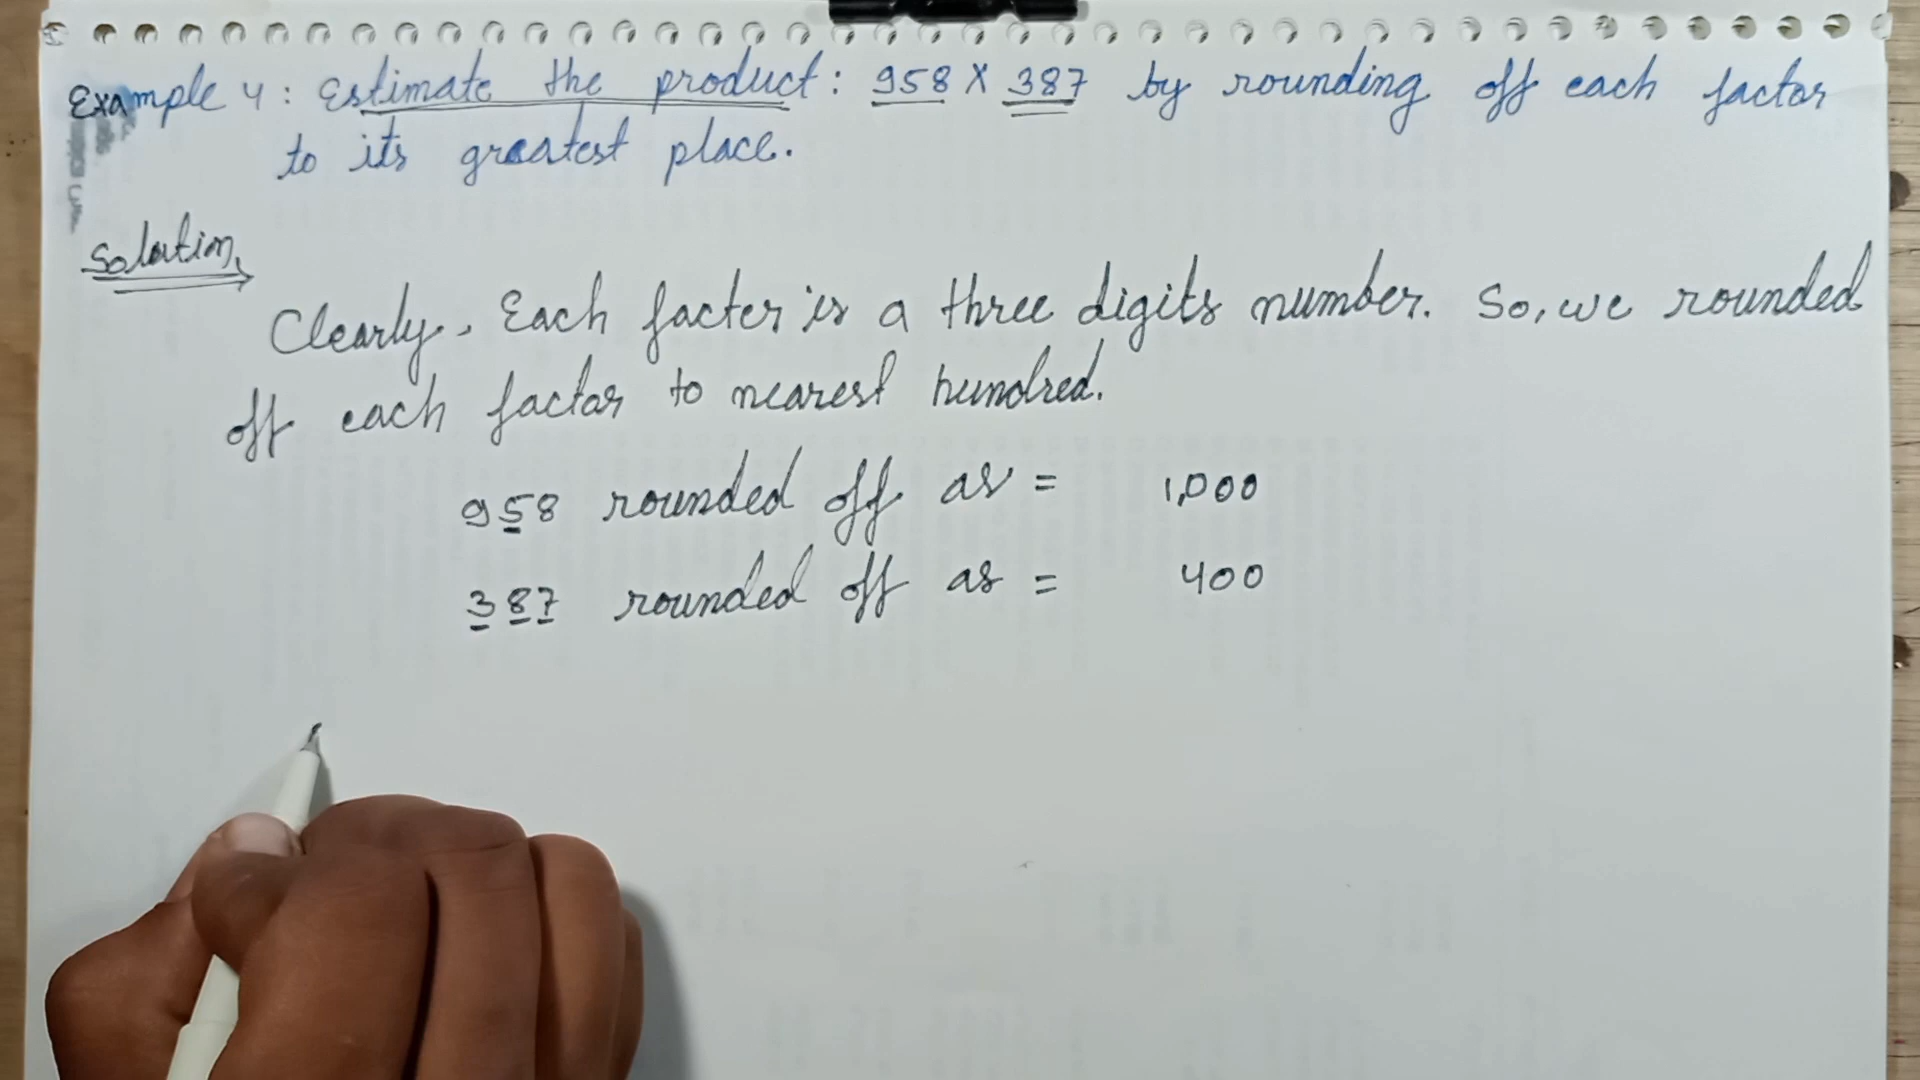 Example 4: Estimate the product: 958 X 387 by rounding off each factor
to its greatest place.
Solution
Clearly, Each facter is a three digits number. So, we rounded
off each factor to nearest hundred.
958 rounded off as = 1,000
387 rounded off as = 400